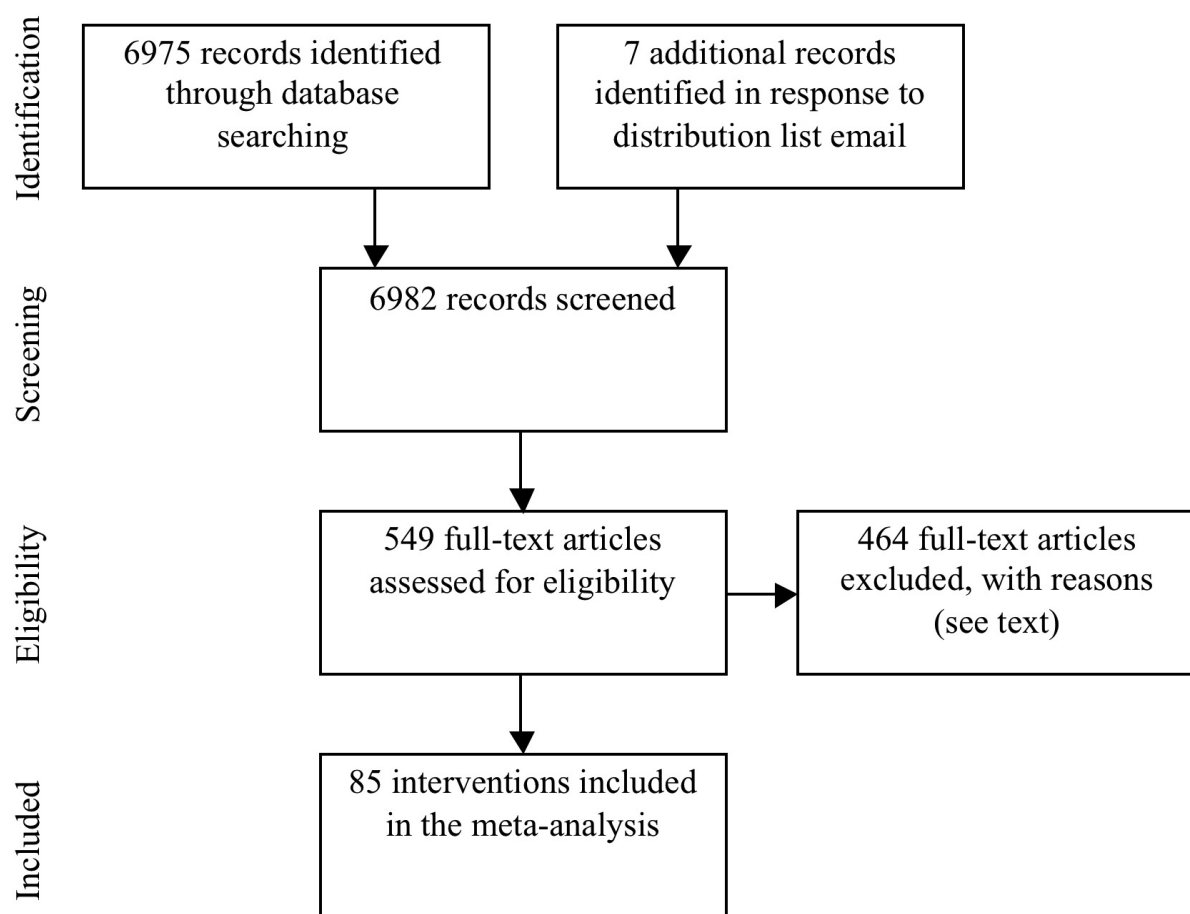 Identification
6975 records identified
through database
searching
7 additional records
identified in response to
distribution list email
Screening
6982 records screened
Eligibility
549 full-text articles
assessed for eligibility
464 full-text articles
excluded, with reasons
(see text)
Included
85 interventions included
in the meta-analysis